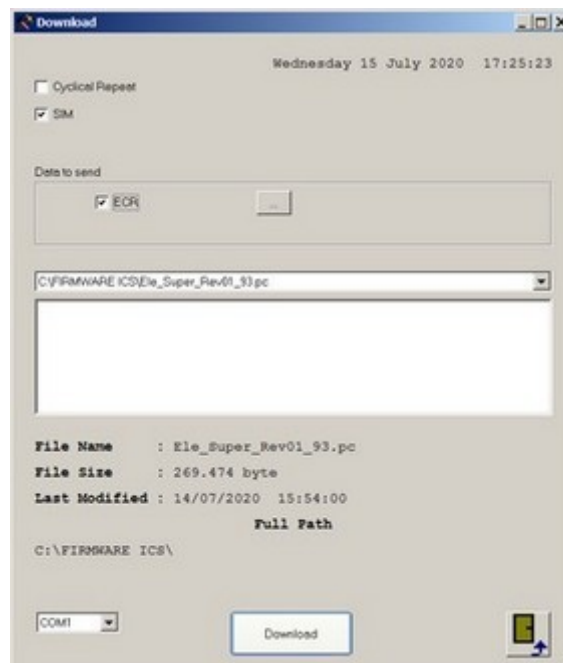 Download
Wednesday 15 July 2020 17:25:23
Cyclical Repeat
SIM
Data to send
ECR
...
C:\FIRMWARE ICS\Ele_Super_Rev01_93.pc
File Name : Ele_Super_Rev01_93.pc
File Size : 269.474 byte
Last Modified : 14/07/2020 15:54:00
Full Path
C:\FIRMWARE ICS\
COM1
Download